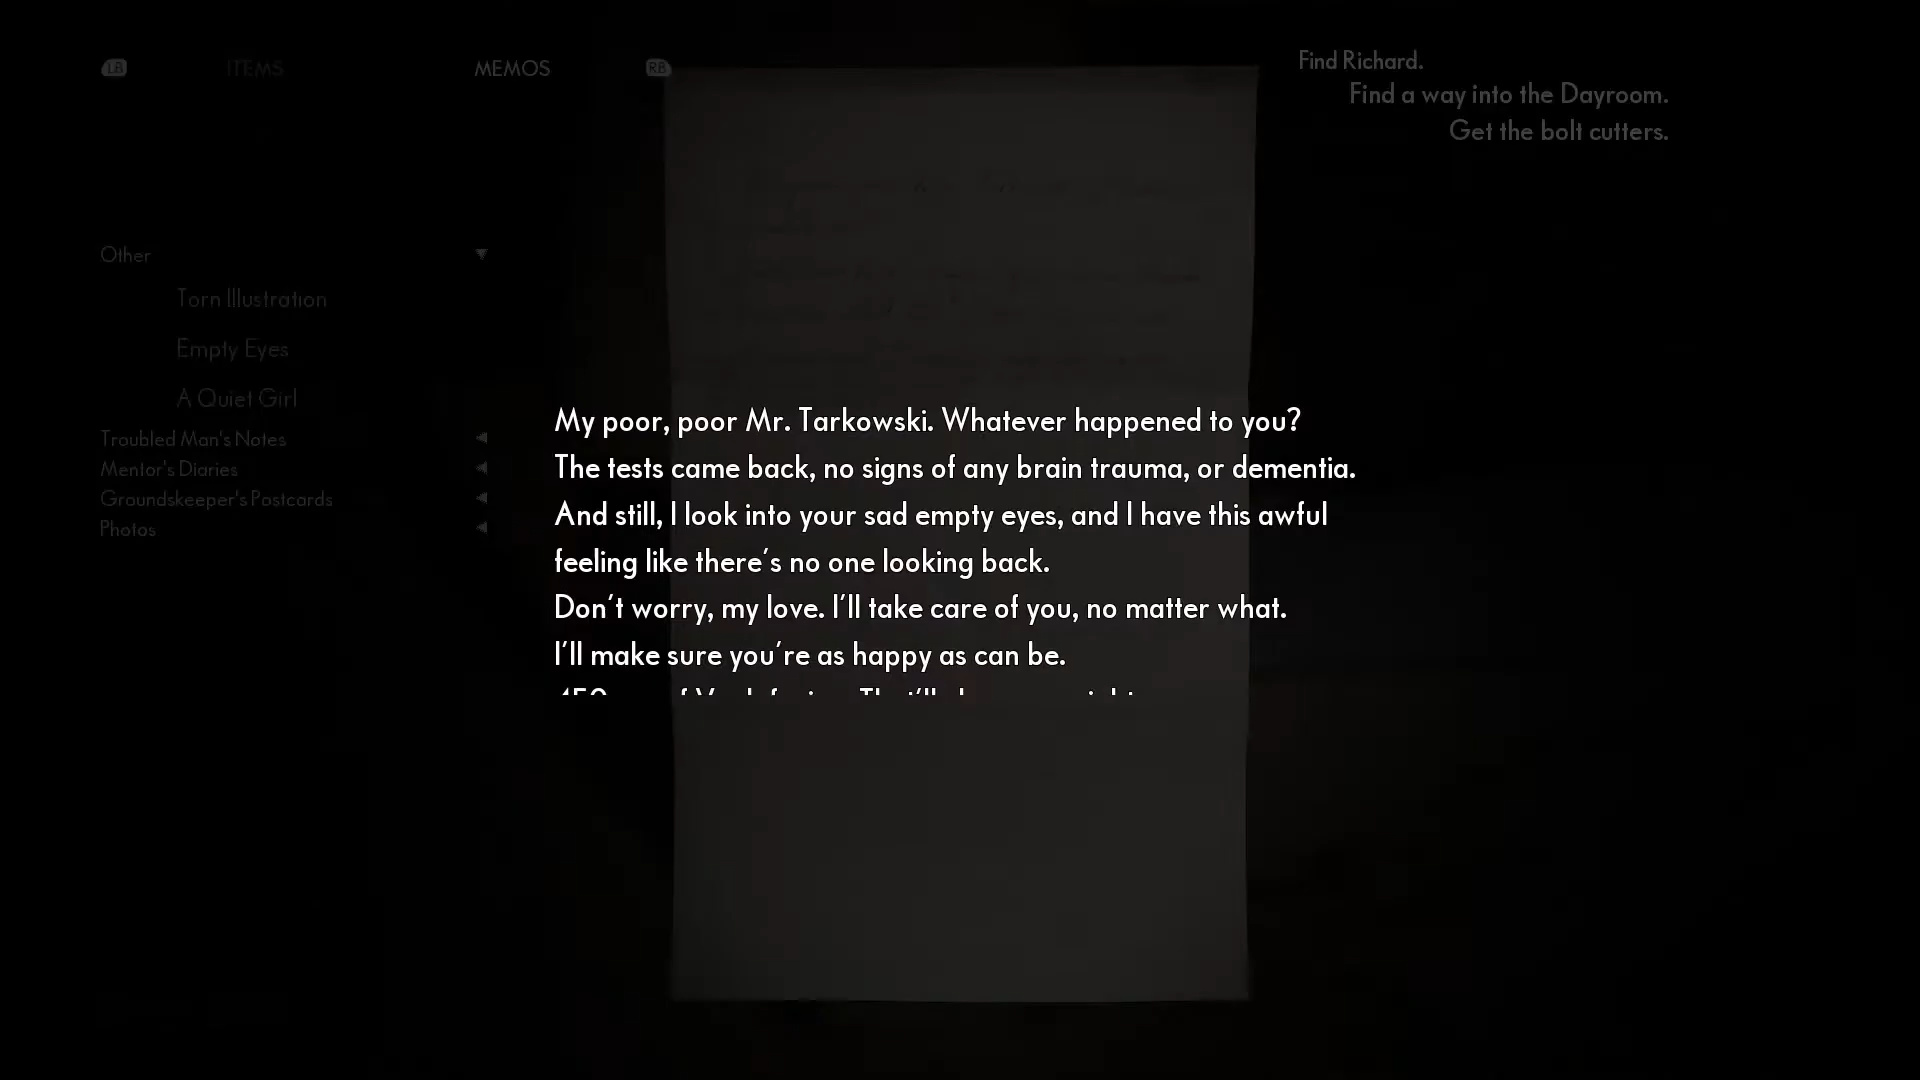 LB
ITEMS
MEMOS
RB
Find Richard.
Find a way into the Dayroom.
Get the bolt cutters.
Other
Torn Illustration
Empty Eyes
A Quiet Girl
Troubled Man's Notes
Mentor's Diaries
Groundskeeper's Postcards
Photos
My poor, poor Mr. Tarkowski. Whatever happened to you?
The tests came back, no signs of any brain trauma, or dementia.
And still, I look into your sad empty eyes, and I have this awful
feeling like there's no one looking back.
Don't worry, my love. I'll take care of you, no matter what.
I'll make sure you're as happy as can be.